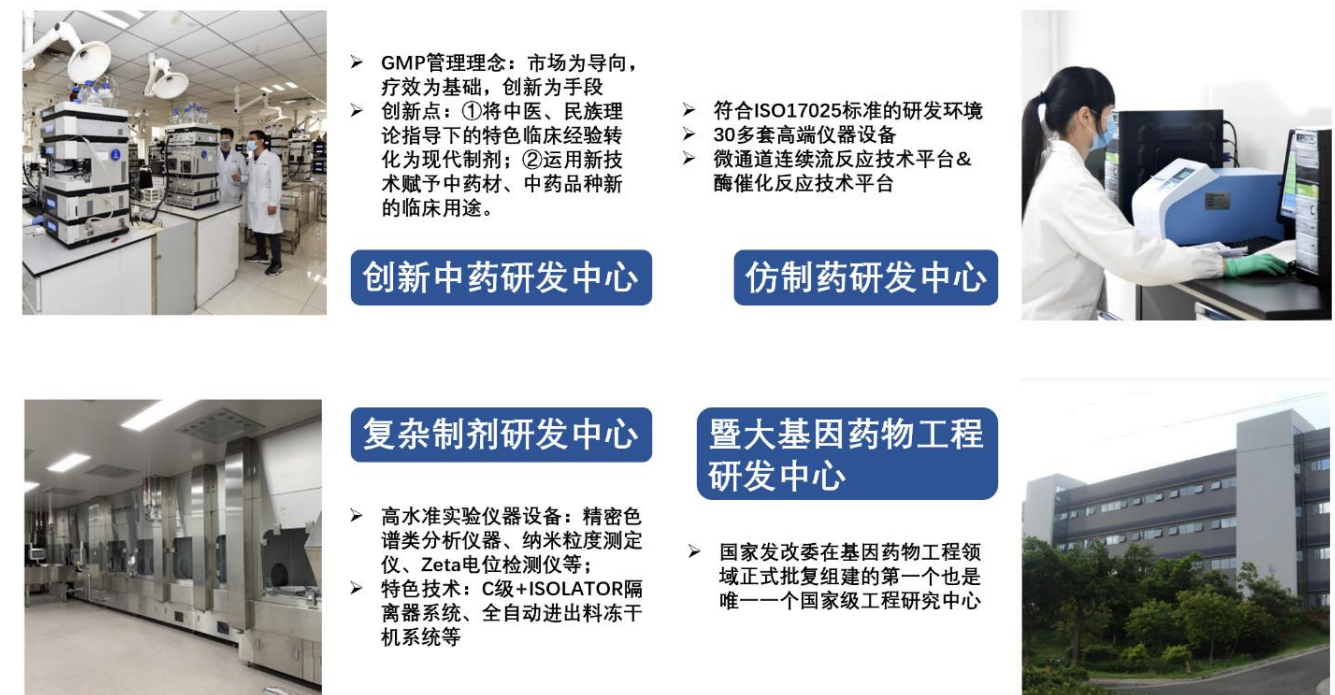 ➢ GMP管理理念：市场为导向，
疗效为基础，创新为手段
➢ 创新点：①将中医、民族理
论指导下的特色临床经验转
化为现代制剂；②运用新技
术赋予中药材、中药品种新
的临床用途。
创新中药研发中心
➢ 符合ISO17025标准的研发环境
➢ 30多套高端仪器设备
➢ 微通道连续流反应技术平台&
酶催化反应技术平台
仿制药研发中心
复杂制剂研发中心
➢ 高水准实验仪器设备：精密色
谱类分析仪器、纳米粒度测定
仪、Zeta电位检测仪等；
➢ 特色技术：C级+ISOLATOR隔
离器系统、全自动进出料冻干
机系统等
暨大基因药物工程
研发中心
➢ 国家发改委在基因药物工程领
域正式批复组建的第一个也是
唯一一个国家级工程研究中心